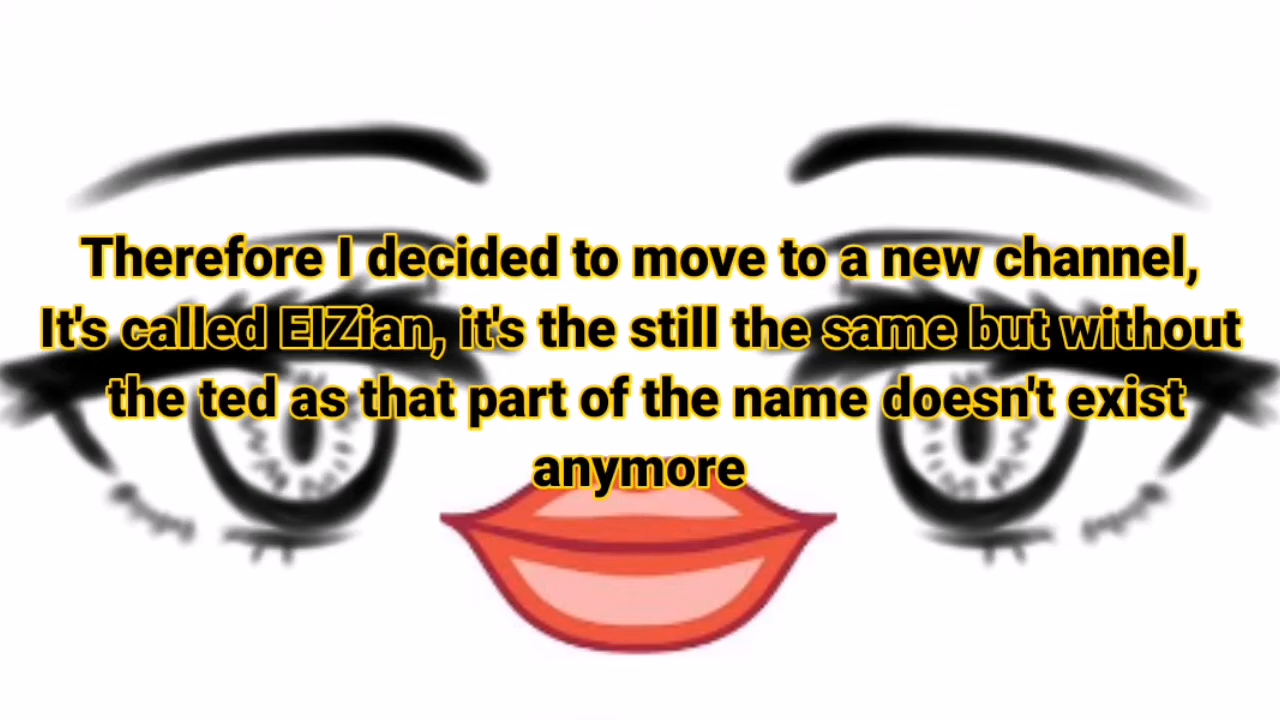 Therefore I decided to move to a new channel,
It's called EIZian, it's the still the same but without
the ted as that part of the name doesn't exist
anymore